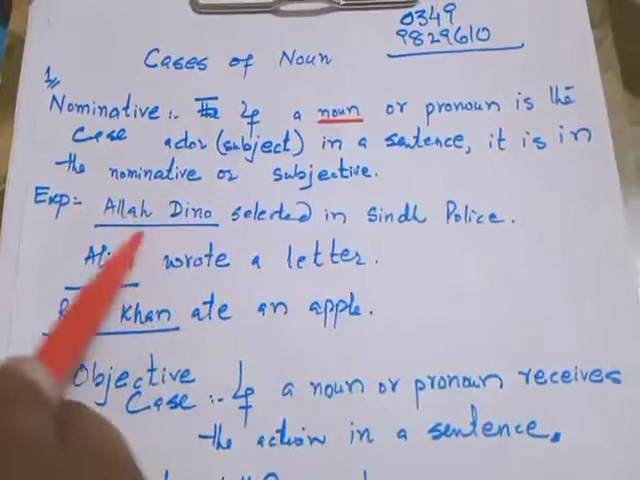 0349
9829610
Cases of Noun
1,
Nominative :- If a noun or pronoun is the
Case actor (subject) in a sentence, it is in
the nominative or subjective.
Exp:- Allah Dino selected in Sindh Police.
wrote a letter.
Khan ate an apple.
Objective
Case :- If a noun or pronoun receives
the action in a sentence.